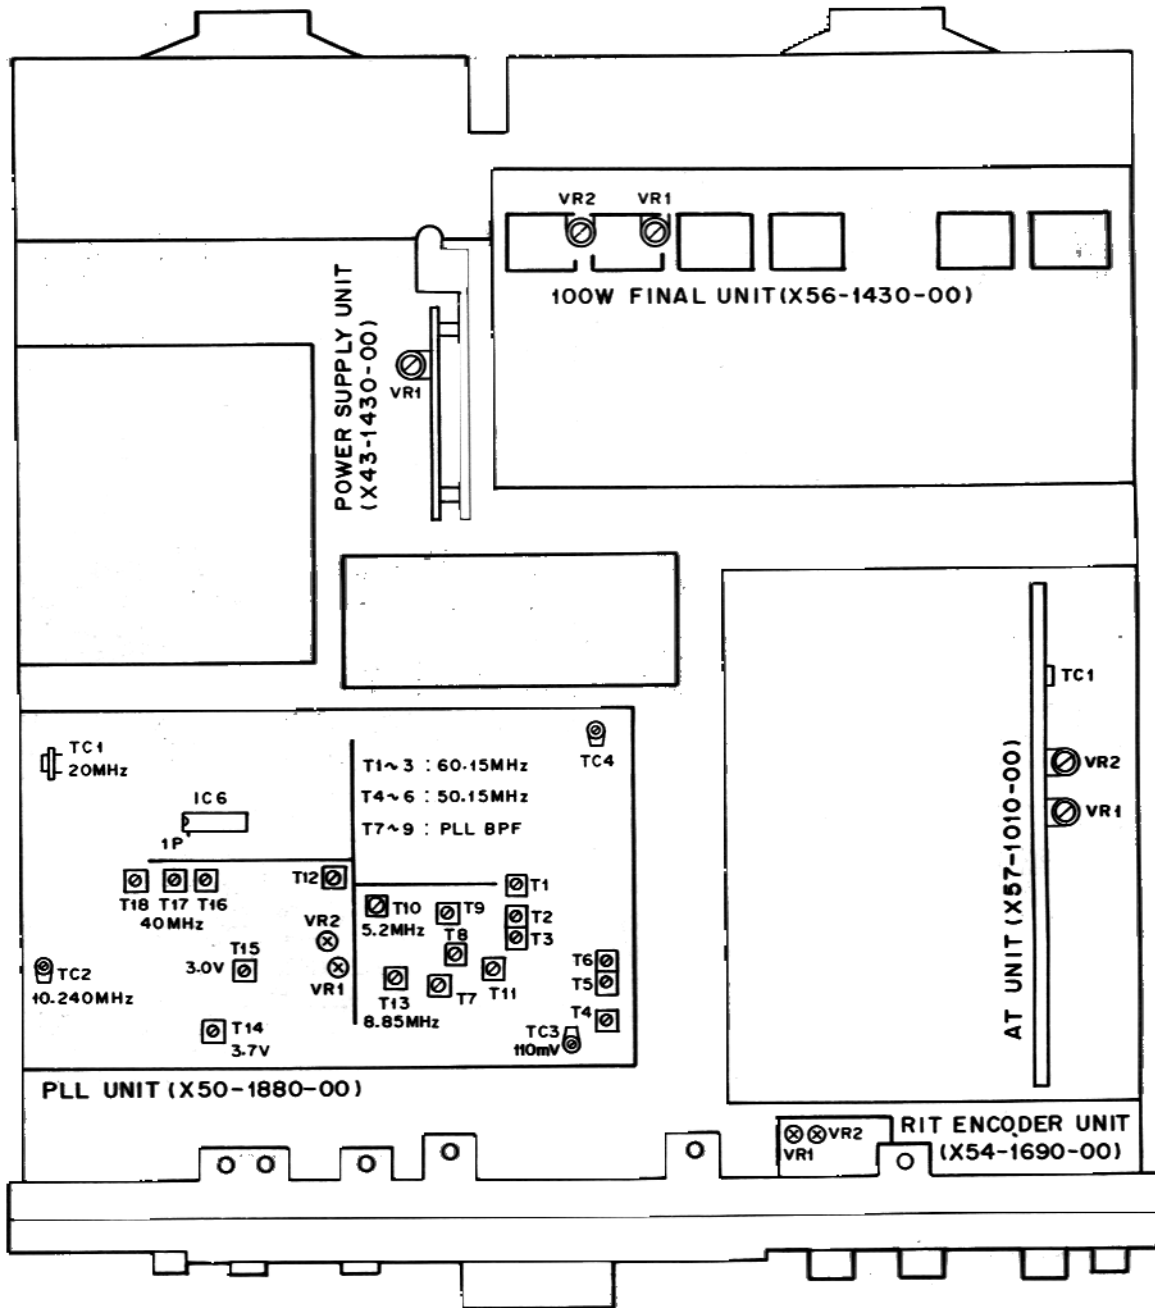 VR2
VR1
100W FINAL UNIT(X56-1430-00)
POWER SUPPLY UNIT
(X43-1430-00)
VR1
TC1
VR2
VR1
AT UNIT (X57-1010-00)
TC1
20MHz
IC6
1P
T1~3 : 60.15MHz
T4~6 : 50.15MHz
T7~9 : PLL BPF
TC4
T18 T17 T16
40MHz
T12
VR2
VR1
T15
3.0V
TC2
10.240MHz
T14
3.7V
T10
5.2MHz
T9
T8
T1
T2
T3
T13
8.85MHz
T7
T11
T6
T5
T4
TC3
110mV
PLL UNIT (X50-1880-00)
VR2
VR1
RIT ENCODER UNIT
(X54-1690-00)